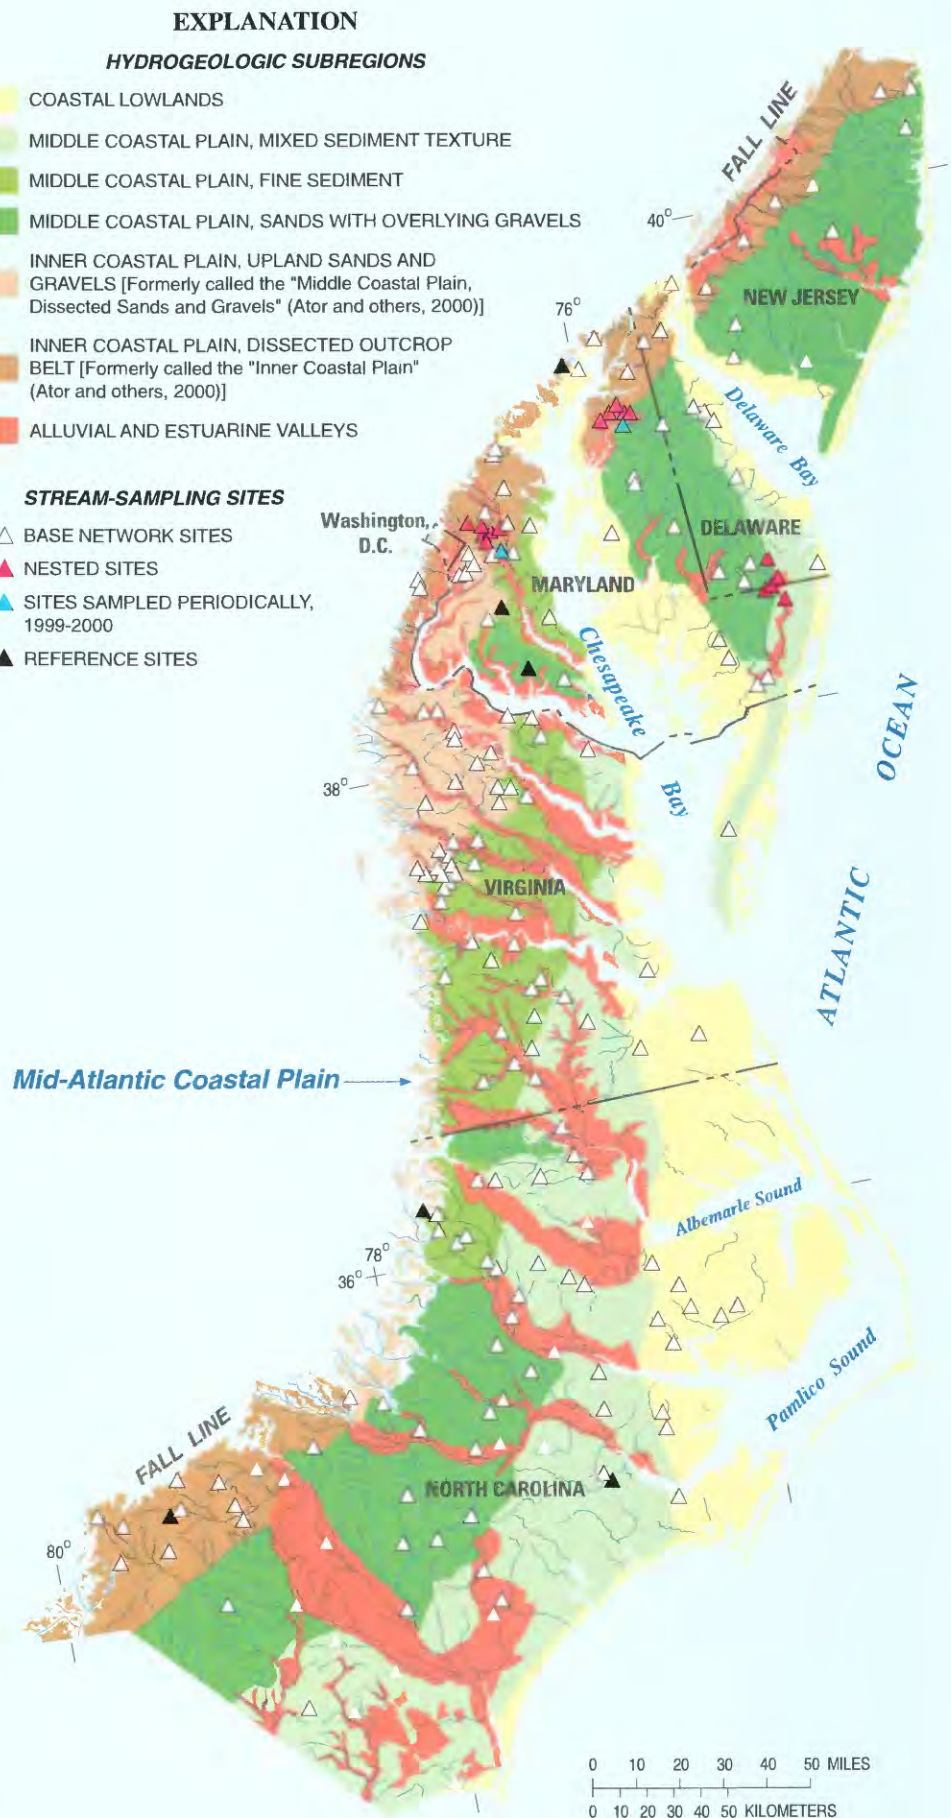 EXPLANATION
HYDROGEOLOGIC SUBREGIONS
COASTAL LOWLANDS
MIDDLE COASTAL PLAIN, MIXED SEDIMENT TEXTURE
MIDDLE COASTAL PLAIN, FINE SEDIMENT
MIDDLE COASTAL PLAIN, SANDS WITH OVERLYING GRAVELS
INNER COASTAL PLAIN, UPLAND SANDS AND
GRAVELS [Formerly called the "Middle Coastal Plain,
Dissected Sands and Gravels" (Ator and others, 2000)]
INNER COASTAL PLAIN, DISSECTED OUTCROP
BELT [Formerly called the "Inner Coastal Plain"
(Ator and others, 2000)]
ALLUVIAL AND ESTUARINE VALLEYS
STREAM-SAMPLING SITES
BASE NETWORK SITES
NESTED SITES
SITES SAMPLED PERIODICALLY,
1999-2000
REFERENCE SITES
FALL LINE
40°
NEW JERSEY
76°
Delaware Bay
Washington,
D.C.
DELAWARE
MARYLAND
Chesapeake
Bay
OCEAN
38°
VIRGINIA
ATLANTIC
Mid-Atlantic Coastal Plain
Albemarle Sound
78°
36°
Pamlico Sound
FALL LINE
NORTH CAROLINA
80°
0 10 20 30 40 50 MILES
0 10 20 30 40 50 KILOMETERS